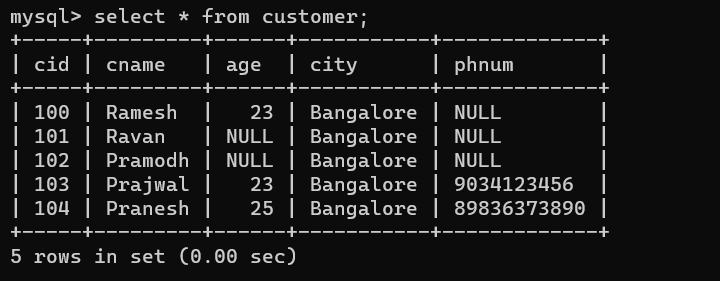 mysql> select * from customer;
+-----+---------+------+-----------+-------------+
| cid | cname   | age  | city      | phnum       |
+-----+---------+------+-----------+-------------+
| 100 | Ramesh  |   23 | Bangalore | NULL        |
| 101 | Ravan   | NULL | Bangalore | NULL        |
| 102 | Pramodh | NULL | Bangalore | NULL        |
| 103 | Prajwal |   23 | Bangalore | 9034123456  |
| 104 | Pranesh |   25 | Bangalore | 89836373890 |
+-----+---------+------+-----------+-------------+
5 rows in set (0.00 sec)